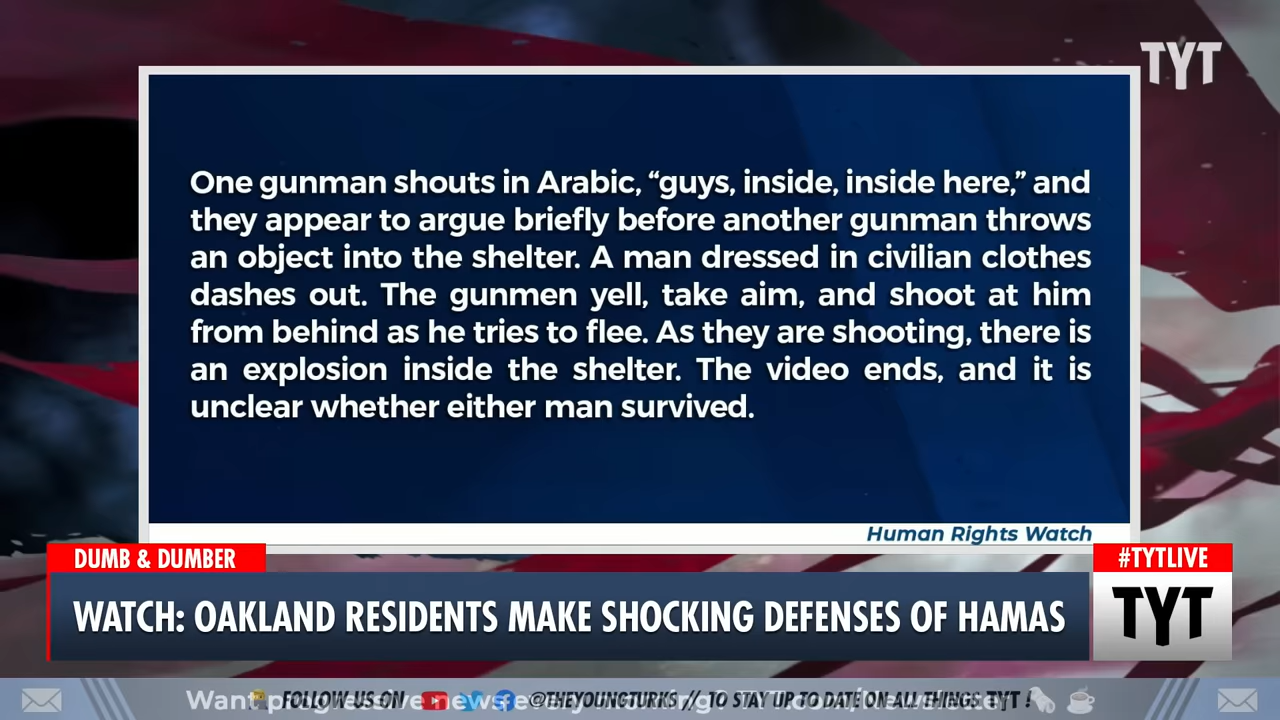 TYT
One gunman shouts in Arabic, “guys, inside, inside here,” and
they appear to argue briefly before another gunman throws
an object into the shelter. A man dressed in civilian clothes
dashes out. The gunmen yell, take aim, and shoot at him
from behind as he tries to flee. As they are shooting, there is
an explosion inside the shelter. The video ends, and it is
unclear whether either man survived.
Human Rights Watch
DUMB & DUMBER
#TYTLIVE
WATCH: OAKLAND RESIDENTS MAKE SHOCKING DEFENSES OF HAMAS
TYT
FOLLOW US ON @THEYOUNGTURKS // TO STAY UP TO DATE ON ALL THINGS TYT !
Want progressive news